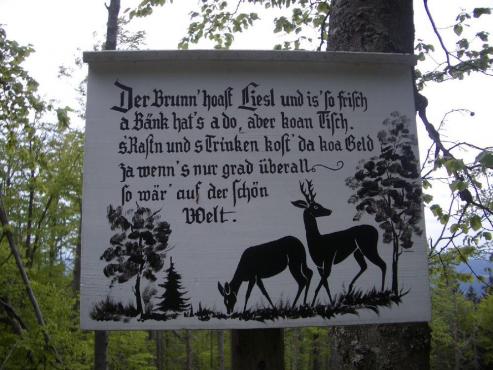 Der Brunn' hoast Liesl und is' so frisch
a Bänk hat's a do, aber koan Tisch.
s Rastn und s Trinken kost' da koa Geld
ja wenn's nur grad überall
so wär' auf der schön
Welt.